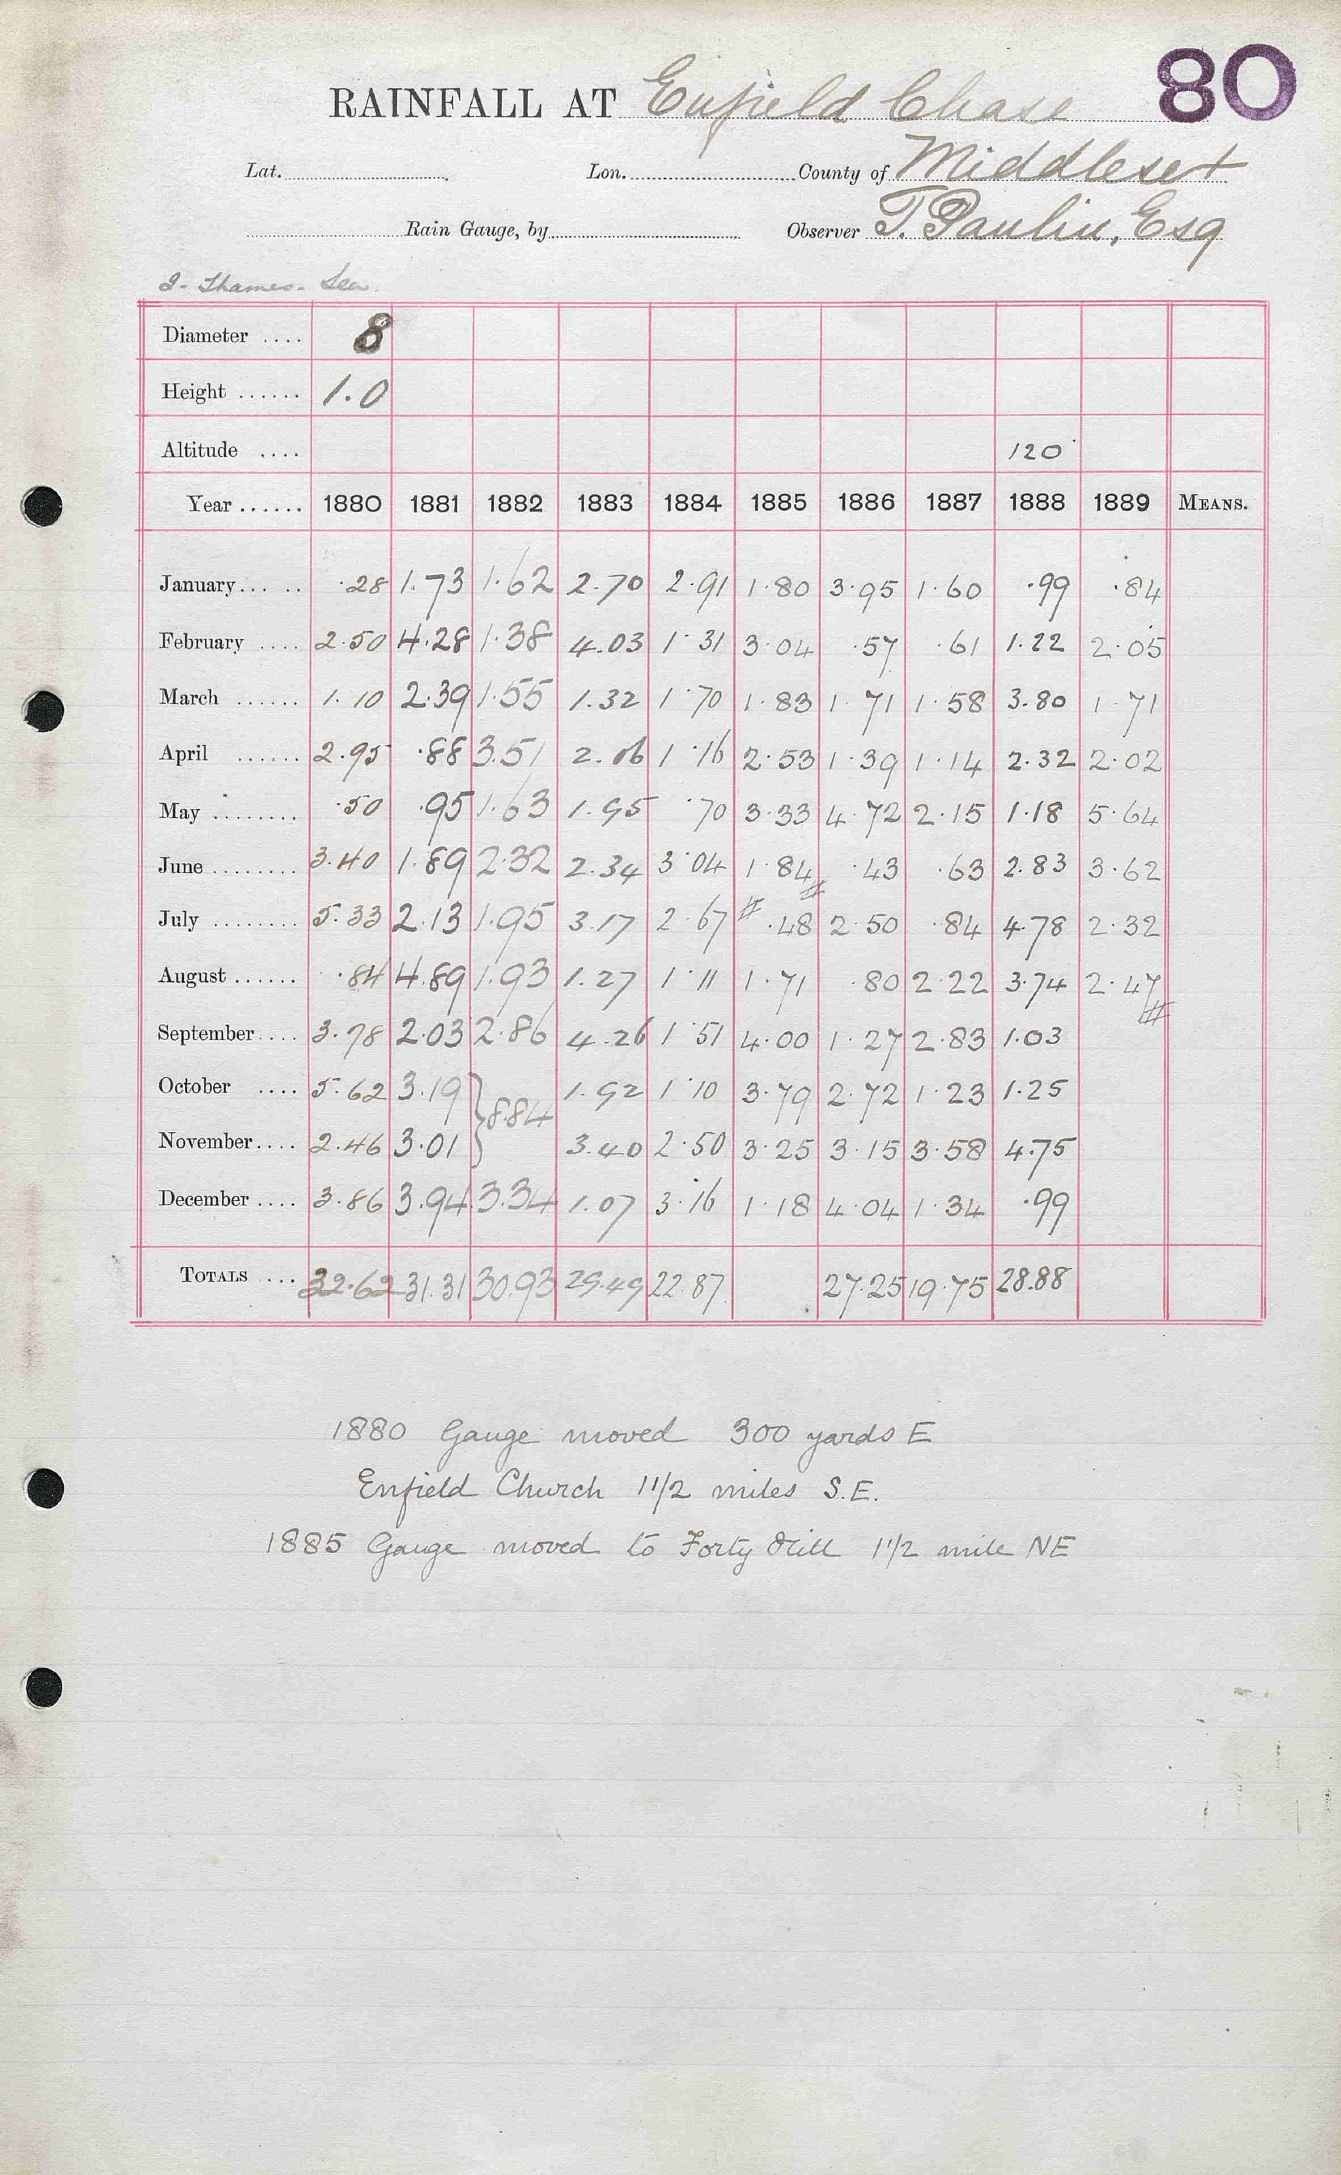 80
RAINFALL AT Enfield Chase
Lat. Lon. County of Middlesex
Rain Gauge, by Observer T. Paulin, Esq
2 - Thames - Lea
Diameter .... 8
Height ...... 1.0
Altitude .... 120
Year ...... 1880 1881 1882 1883 1884 1885 1886 1887 1888 1889 MEANS.
January ... .. .28 1.73 1.62 2.70 2.91 1.80 3.95 1.60 .99 .84
February .... 2.50 4.28 1.38 4.03 1.31 3.04 .57 .61 1.22 2.05
March ...... 1.10 2.39 1.55 1.32 1.70 1.83 1.71 1.58 3.80 1.71
April ...... 2.95 .88 3.51 2.06 1.16 2.53 1.39 1.14 2.32 2.02
May ........ .50 .95 1.63 1.95 .70 3.33 4.72 2.15 1.18 5.64
June ........ 3.40 1.89 2.32 2.34 3.04 1.84 # .43 .63 2.83 3.62
July ........ 5.33 2.13 1.95 3.17 2.67 # .48 2.50 .84 4.78 2.32
August ...... .84 4.89 1.93 1.27 1.11 1.71 .80 2.22 3.74 2.47 #
September .... 3.78 2.03 2.86 4.26 1.51 4.00 1.27 2.83 1.03
October .... 5.62 3.19 } 8.84 1.92 1.10 3.79 2.72 1.23 1.25
November .... 2.46 3.01 3.40 2.50 3.25 3.15 3.58 4.75
December .... 3.86 3.94 3.34 1.07 3.16 1.18 4.04 1.34 .99
TOTALS .... 32.62 31.31 30.93 29.49 22.87 27.25 19.75 28.88
1880 Gauge moved 300 yards E
Enfield Church 1 1/2 miles S.E.
1885 Gauge moved to Forty Hill 1 1/2 mile NE